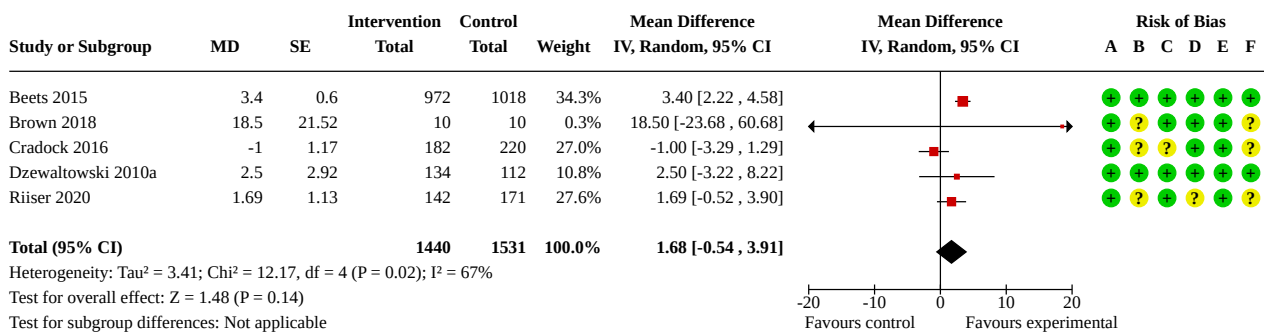 Intervention Control Mean Difference Mean Difference Risk of Bias
Study or Subgroup MD SE Total Total Weight IV, Random, 95% CI IV, Random, 95% CI A B C D E F
Beets 2015 3.4 0.6 972 1018 34.3% 3.40 [2.22 , 4.58] + + + + + +
Brown 2018 18.5 21.52 10 10 0.3% 18.50 [-23.68 , 60.68] + ? + + + ?
Cradock 2016 -1 1.17 182 220 27.0% -1.00 [-3.29 , 1.29] + ? ? + + ?
Dzewaltowski 2010a 2.5 2.92 134 112 10.8% 2.50 [-3.22 , 8.22] + + + + + +
Riiser 2020 1.69 1.13 142 171 27.6% 1.69 [-0.52 , 3.90] + ? + ? + ?
Total (95% CI) 1440 1531 100.0% 1.68 [-0.54 , 3.91]
Heterogeneity: Tau² = 3.41; Chi² = 12.17, df = 4 (P = 0.02); I² = 67%
Test for overall effect: Z = 1.48 (P = 0.14)
-20 -10 0 10 20
Test for subgroup differences: Not applicable
Favours control Favours experimental